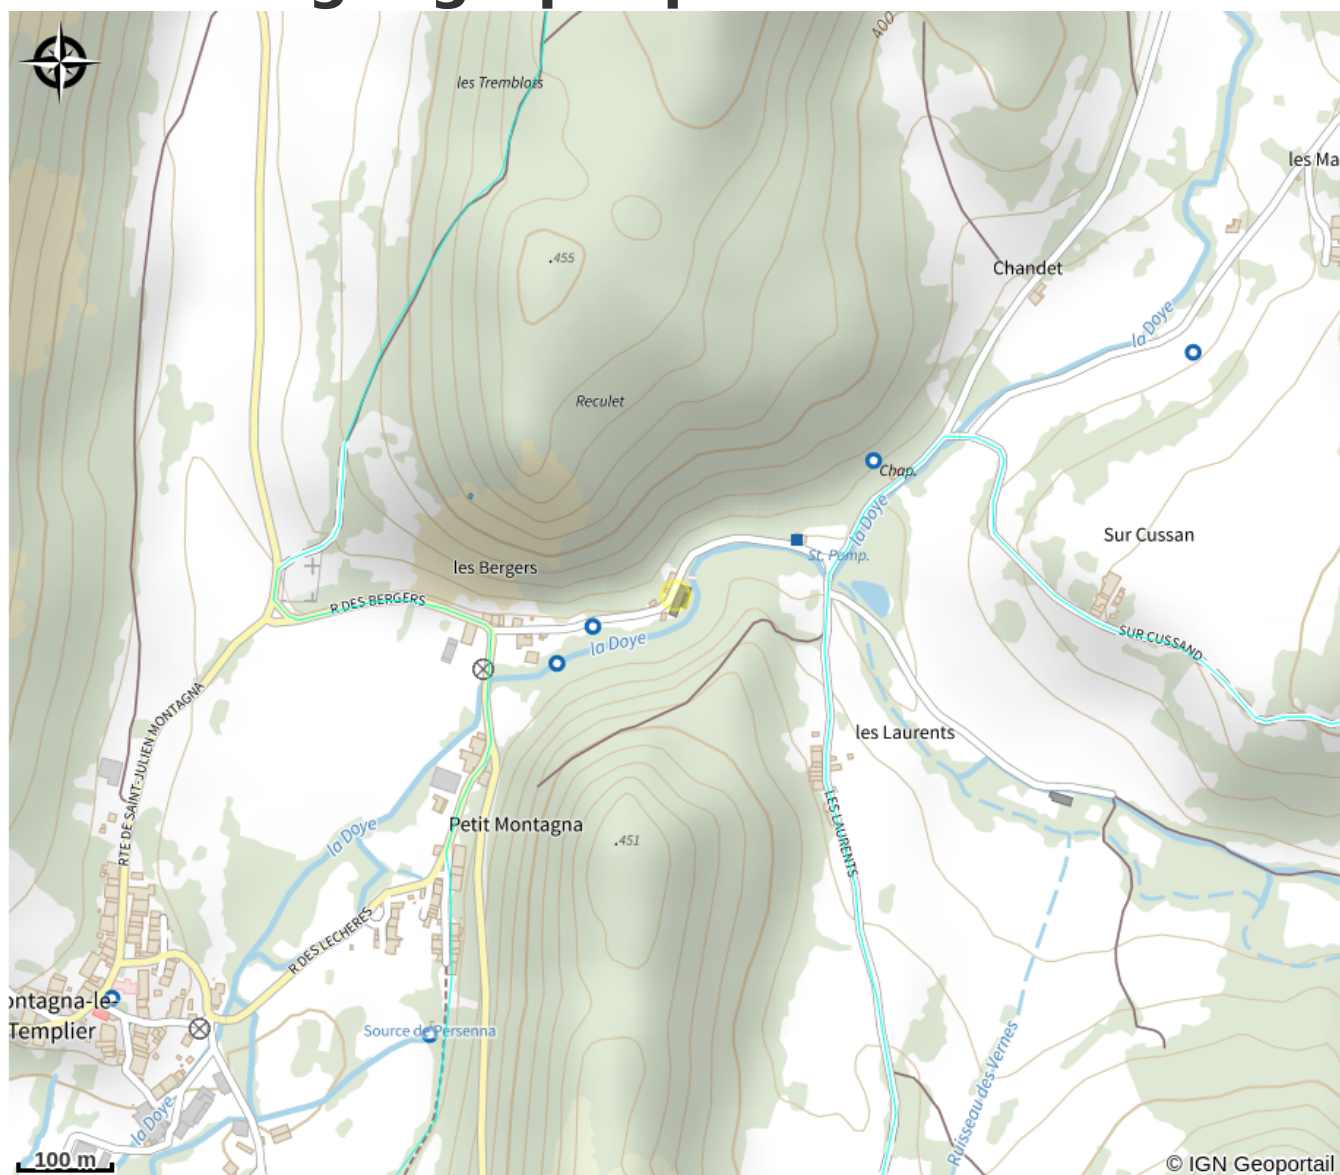 A00
les Tremblots
les Ma
.455
Chandet
la Doye
Reculet
Chap.
la Doye
Sur Cussan
St. Pomp.
les Bergers
R DES BERGERS
la Doye
SUR CUSSAND
RTE DE SAINT-JULIEN MONTAGNA
les Laurents
Petit Montagna
.451
LES LAURENTS
la Doye
R DES LECHERES
ontagna-le-
Templier
Source de Persenna
Ruisseau des Vernes
la Doye
100 m
© IGN Geoportail